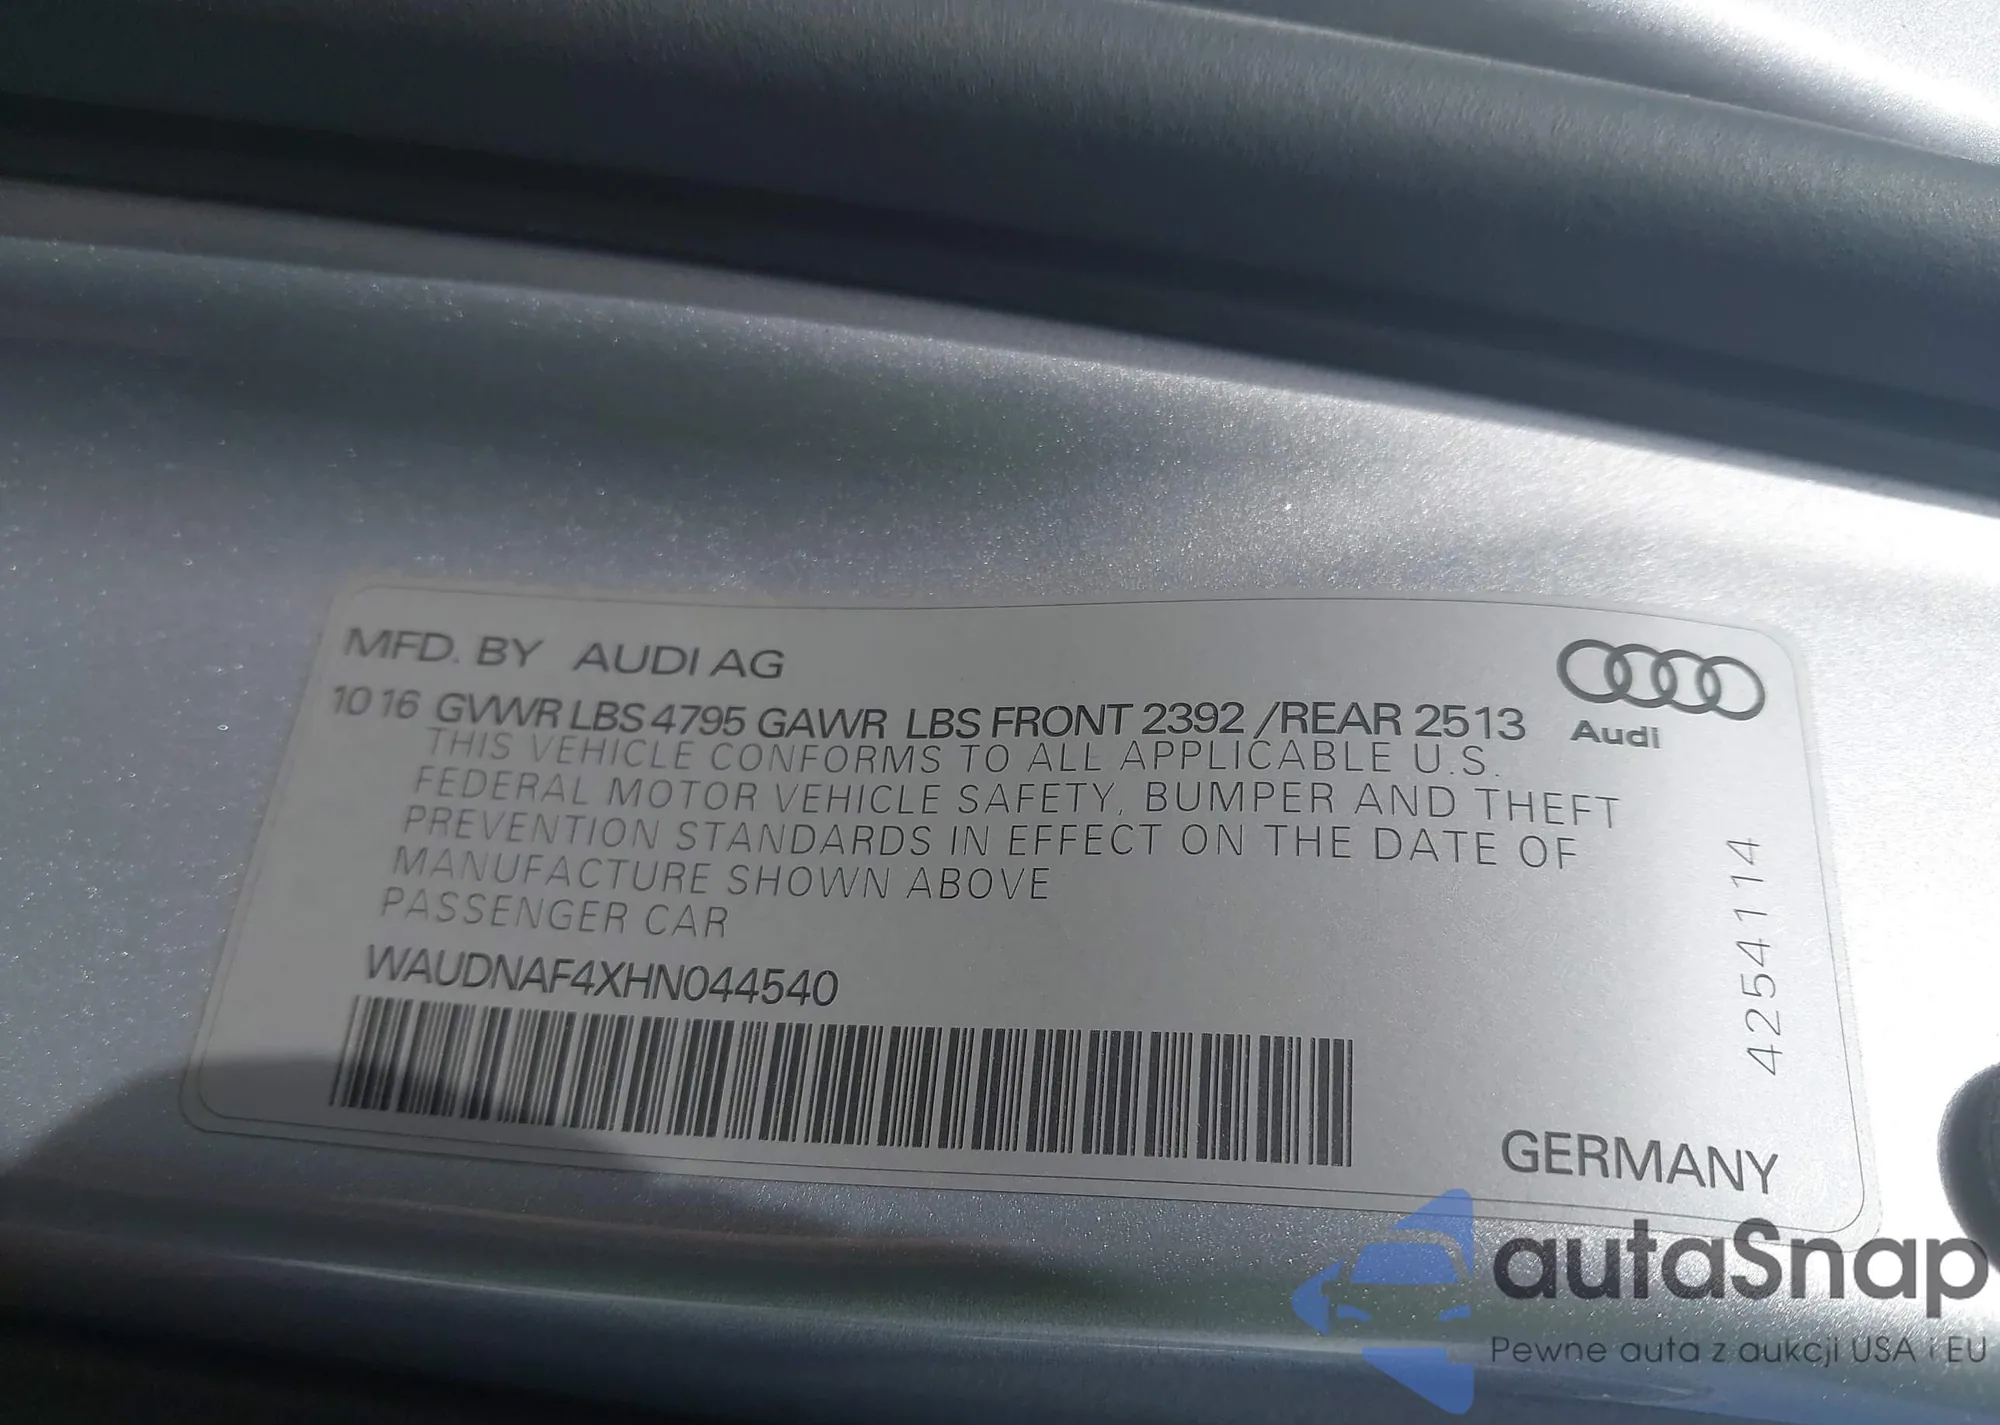 MFD. BY AUDI AG
10 16 GVWR LBS 4795 GAWR LBS FRONT 2392 /REAR 2513
THIS VEHICLE CONFORMS TO ALL APPLICABLE U.S.
FEDERAL MOTOR VEHICLE SAFETY, BUMPER AND THEFT
PREVENTION STANDARDS IN EFFECT ON THE DATE OF
MANUFACTURE SHOWN ABOVE
PASSENGER CAR
WAUDNAF4XHN044540
Audi
4254114
GERMANY
autaSnap
Pewne auta z aukcji USA i EU